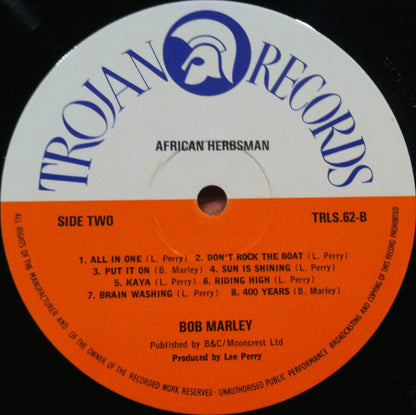 TROJAN RECORDS
AFRICAN HERBSMAN
SIDE TWO
TRLS.62-B
1. ALL IN ONE (L. Perry) 2. DON'T ROCK THE BOAT (L. Perry)
3. PUT IT ON (B. Marley) 4. SUN IS SHINING (L. Perry)
5. KAYA (L. Perry) 6. RIDING HIGH (L. Perry)
7. BRAIN WASHING (L. Perry) 8. 400 YEARS (B. Marley)
BOB MARLEY
Published by B&C/Mooncrest Ltd
Produced by Lee Perry
ALL RIGHTS OF THE MANUFACTURER AND OF THE OWNER OF THE RECORDED WORK RESERVED · UNAUTHORISED PUBLIC PERFORMANCE BROADCASTING AND COPYING OF THIS RECORD PROHIBITED